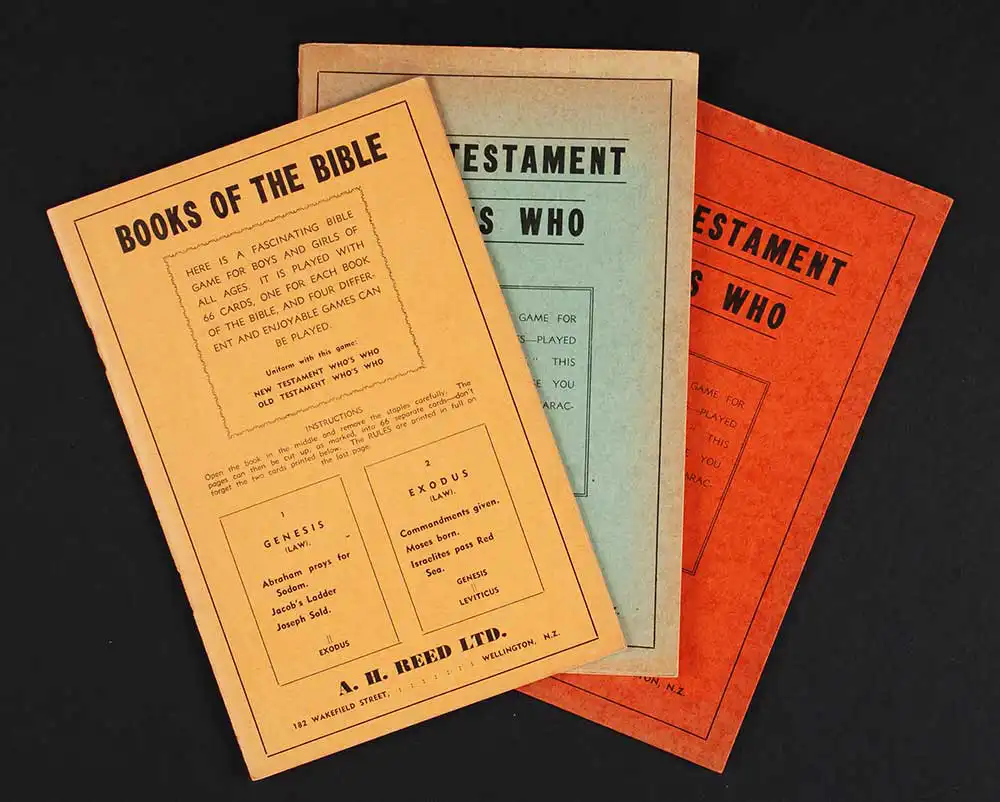 BOOKS OF THE BIBLE
HERE IS A FASCINATING BIBLE
GAME FOR BOYS AND GIRLS OF
ALL AGES. IT IS PLAYED WITH
66 CARDS, ONE FOR EACH BOOK
OF THE BIBLE, AND FOUR DIFFER-
ENT AND ENJOYABLE GAMES CAN
BE PLAYED.
Uniform with this game:
NEW TESTAMENT WHO'S WHO
OLD TESTAMENT WHO'S WHO
INSTRUCTIONS
Open the book in the middle and remove the staples carefully. The
pages can then be cut up, as marked, into 66 separate cards—don't
forget the two cards printed below. The RULES are printed in full on
the last page.
1
GENESIS
(LAW).
Abraham prays for
Sodom.
Jacob's Ladder
Joseph Sold.
||
EXODUS
2
EXODUS
(LAW).
Commandments given.
Moses born.
Israelites pass Red
Sea.
GENESIS
||
LEVITICUS
A. H. REED LTD.
182 WAKEFIELD STREET, : : : : : : : WELLINGTON, N.Z.
TESTAMENT
S WHO
GAME FOR
—PLAYED
" THIS
E YOU
ARAC-
ESTAMENT
S WHO
GAME FOR
—PLAYED
" THIS
E YOU
ARAC-
TON, N.Z.